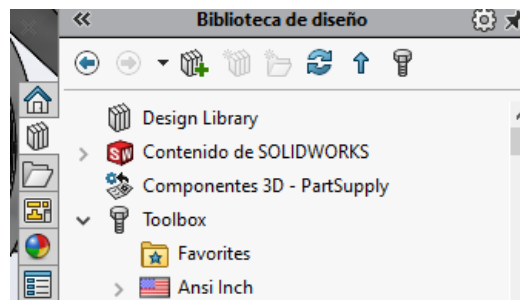 Biblioteca de diseño
Design Library
Contenido de SOLIDWORKS
Componentes 3D - PartSupply
Toolbox
Favorites
Ansi Inch